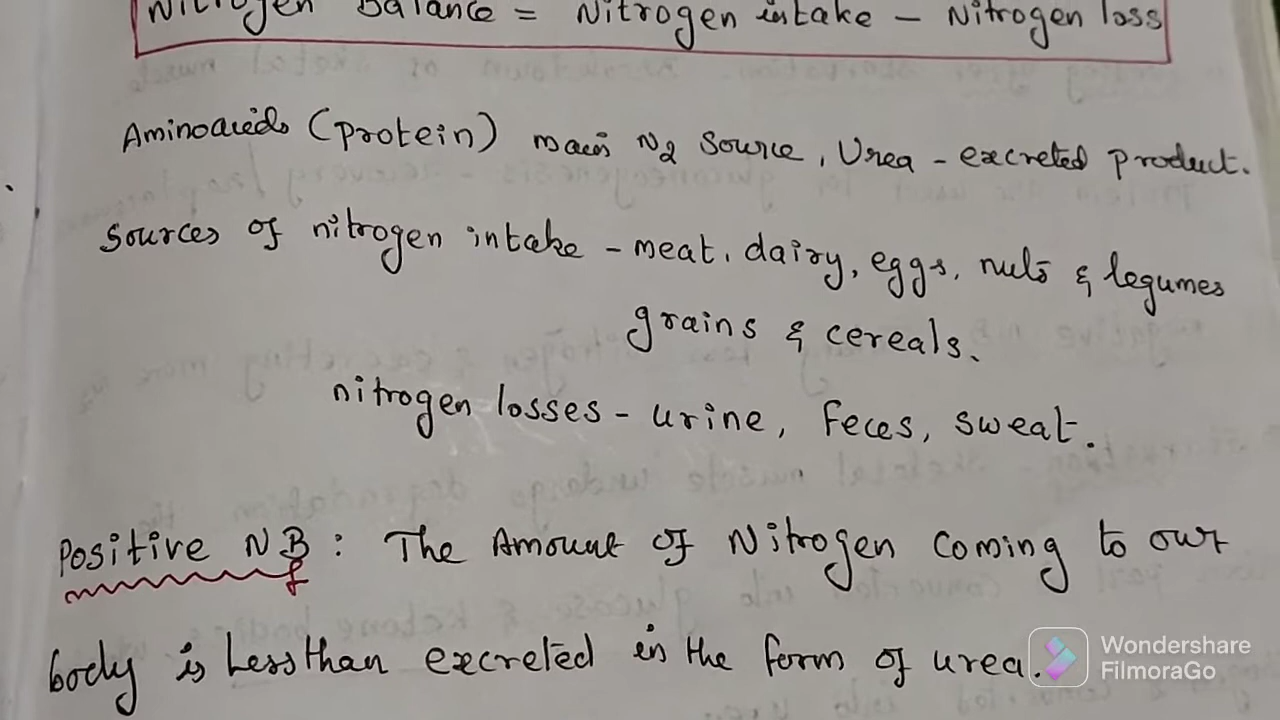 Nitrogen Balance = Nitrogen intake - Nitrogen loss
Aminoacids (protein) main N2 source, Urea - excreted product.
Sources of nitrogen intake - meat, dairy, eggs, nuts & legumes
grains & cereals.
nitrogen losses - urine, Feces, sweat.
Positive NB : The Amount of Nitrogen coming to our
body is Less than excreted in the form of urea.
Wondershare
FilmoraGo